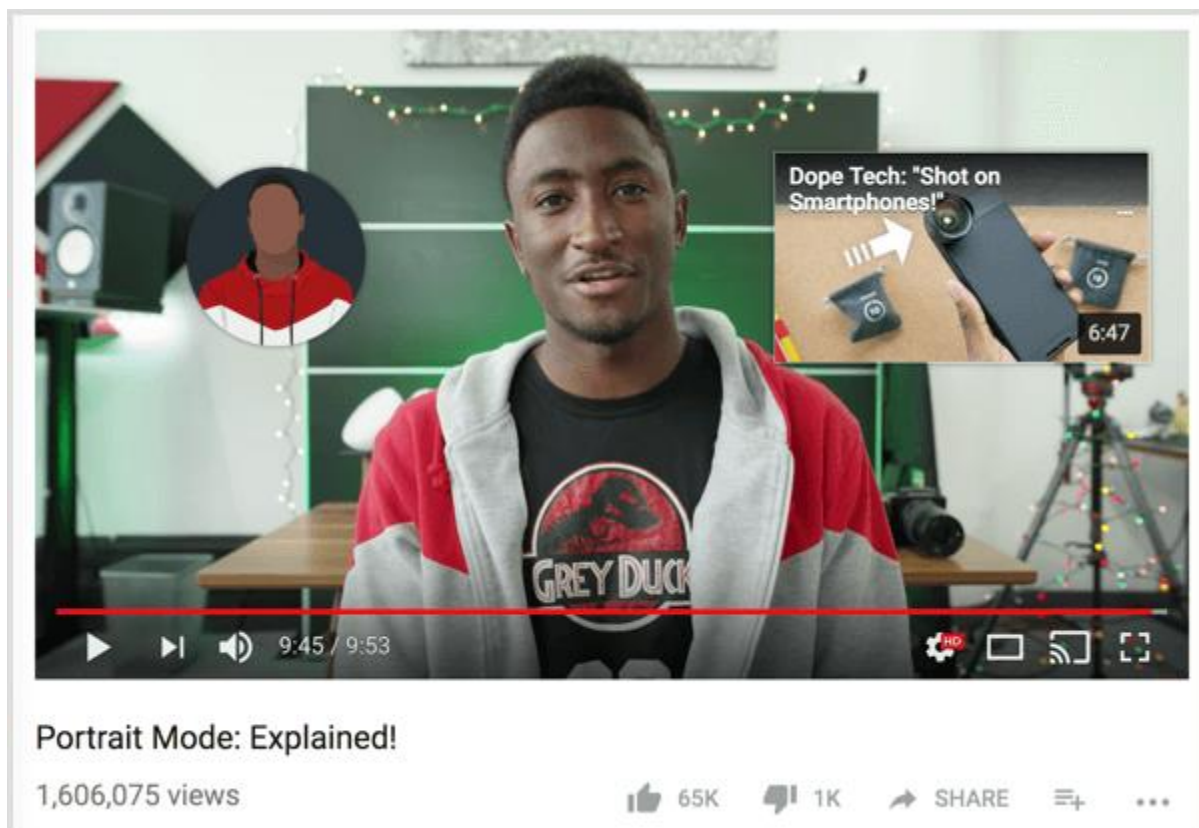 Dope Tech: "Shot on
Smartphones!"
6:47
GREY DUCK
9:45 / 9:53
HD
Portrait Mode: Explained!
1,606,075 views
65K
1K
SHARE